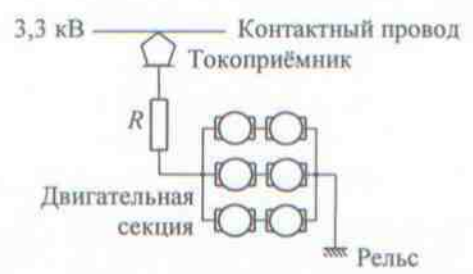 3,3 кВ
Контактный провод
Токоприёмник
R
Двигательная
секция
Рельс